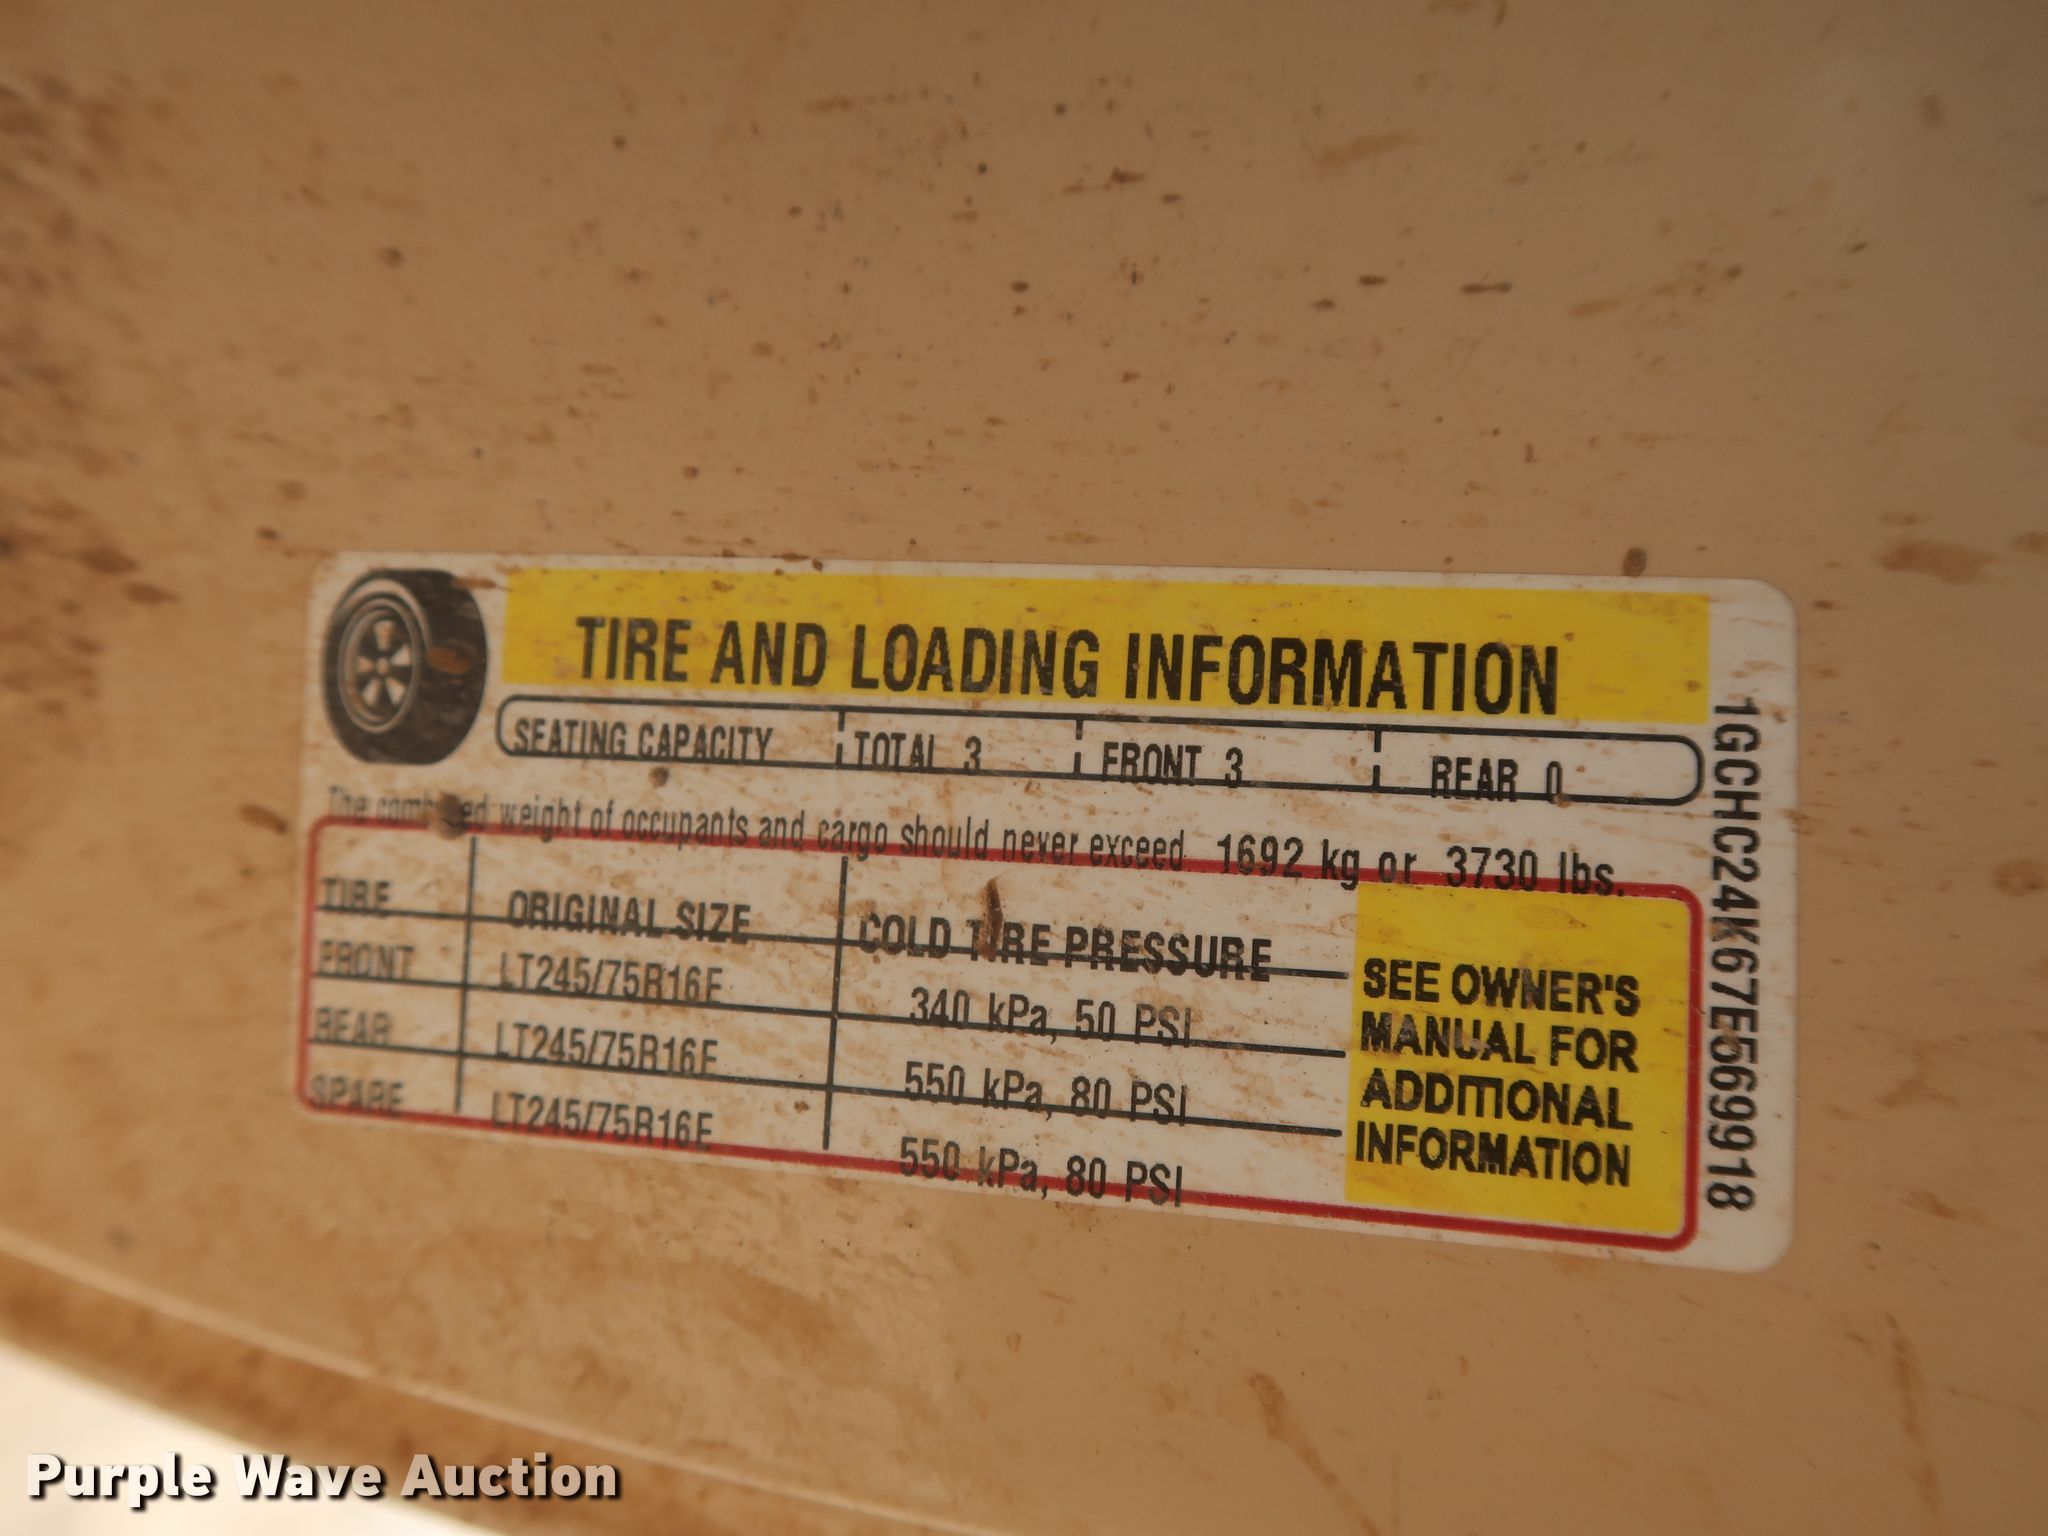 TIRE AND LOADING INFORMATION
SEATING CAPACITY TOTAL 3 FRONT 3 REAR 0
The combined weight of occupants and cargo should never exceed 1692 kg or 3730 lbs.
TIRE ORIGINAL SIZE COLD TIRE PRESSURE
FRONT LT245/75R16E 340 kPa, 50 PSI
REAR LT245/75R16E 550 kPa, 80 PSI
SPARE LT245/75R16E 550 kPa, 80 PSI
SEE OWNER'S
MANUAL FOR
ADDITIONAL
INFORMATION
1GCHC24K67E569918
Purple Wave Auction